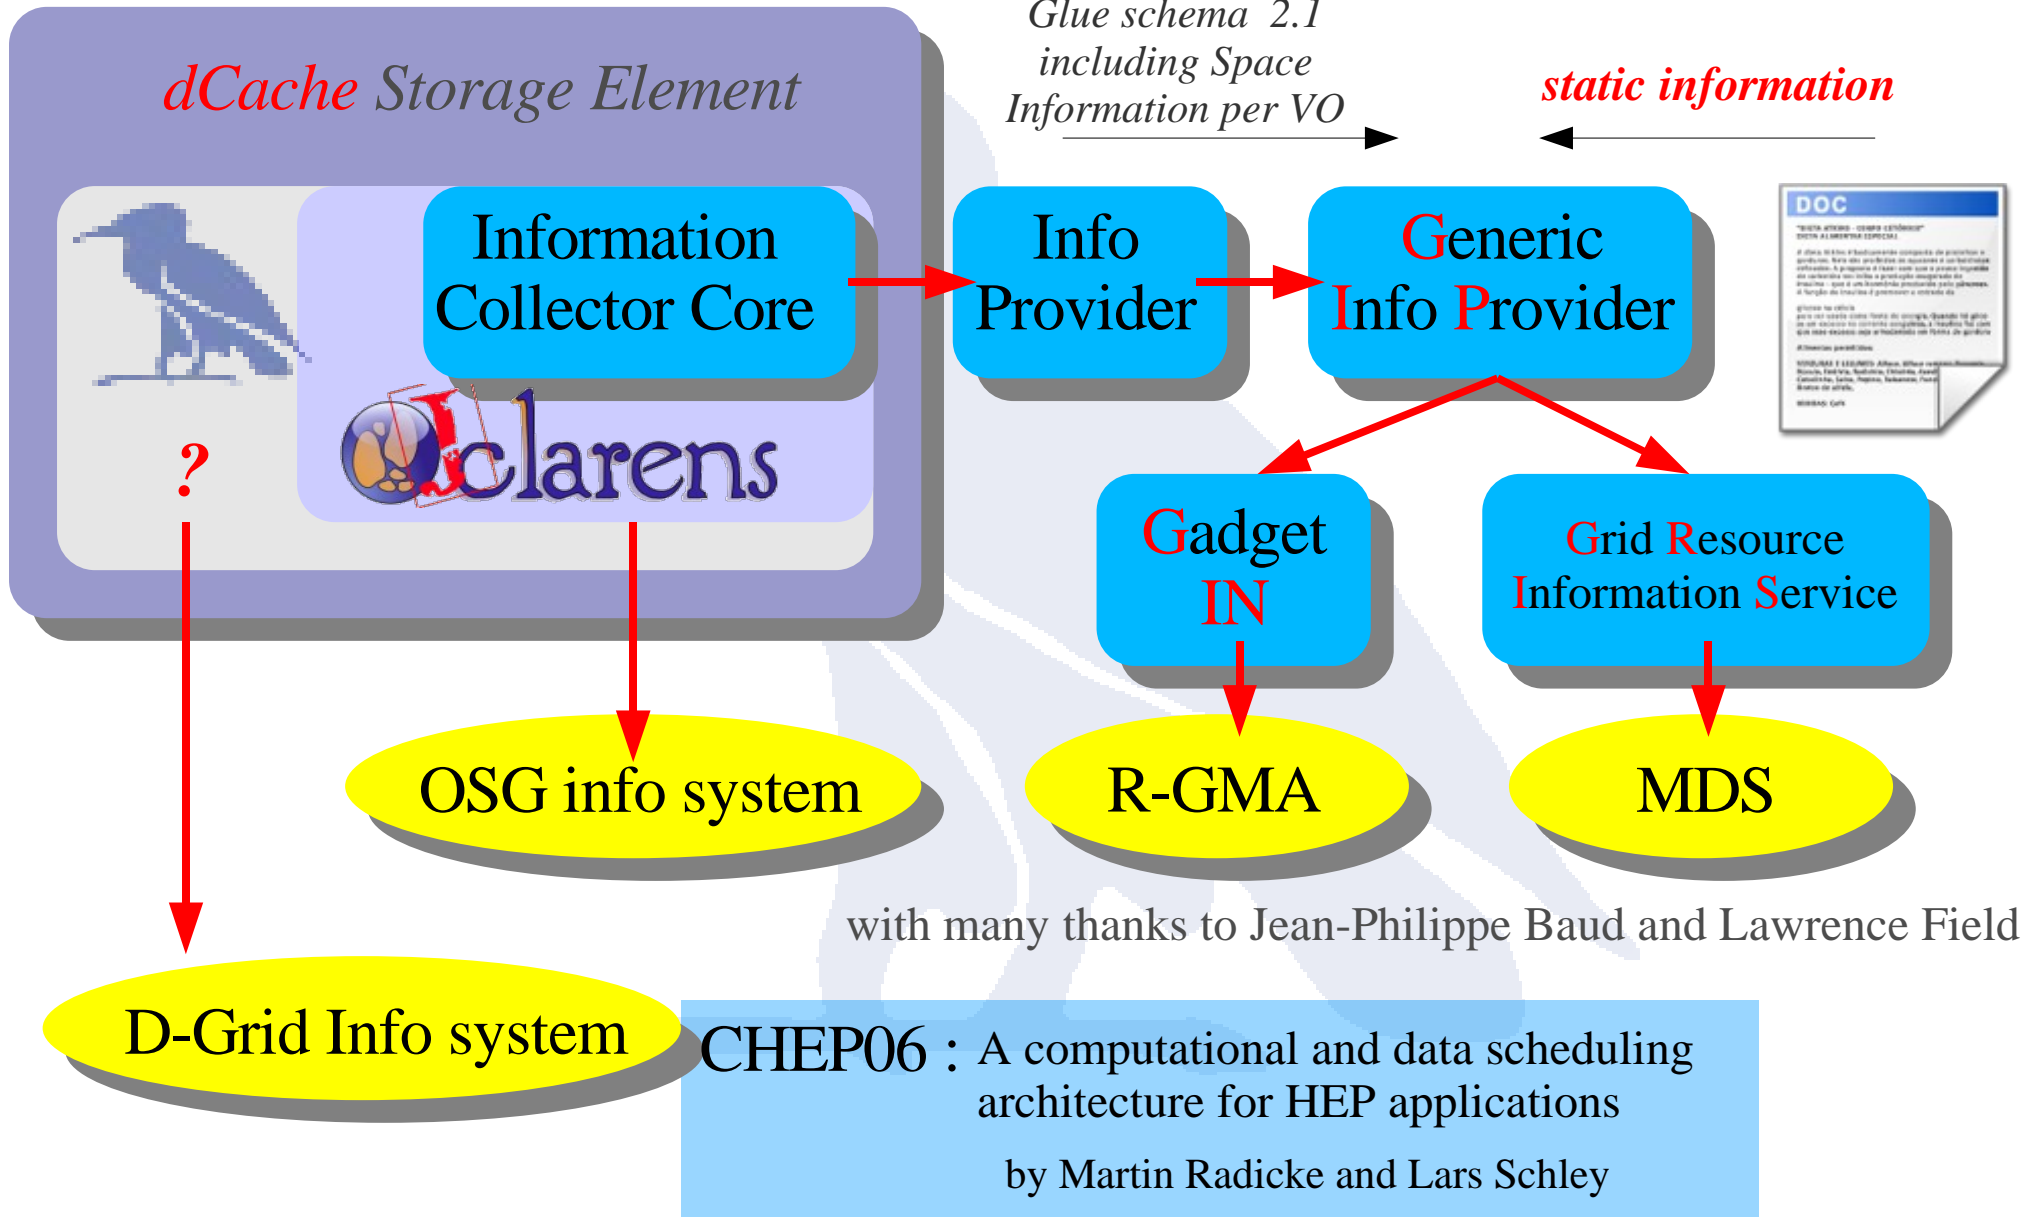 Glue schema 2.1
including Space
Information per VO
static information
dCache Storage Element
Information
Collector Core
Info
Provider
Generic
Info Provider
DOC
Jclarens
?
Gadget
IN
Grid Resource
Information Service
OSG info system
R-GMA
MDS
with many thanks to Jean-Philippe Baud and Lawrence Field
D-Grid Info system
CHEP06 : A computational and data scheduling
architecture for HEP applications
by Martin Radicke and Lars Schley